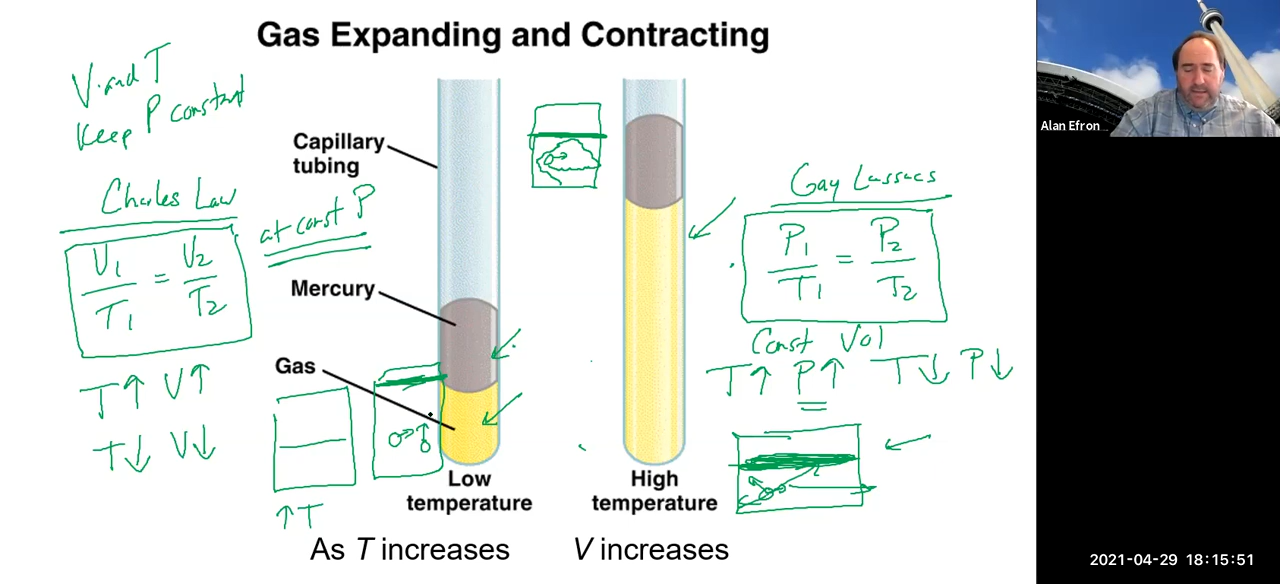 Gas Expanding and Contracting
V and T
Keep P constant
Charles Law
at const P
V1/T1 = V2/T2
T↑ V↑
T↓ V↓
↑T
Capillary
tubing
Mercury
Gas
Low
temperature
High
temperature
As T increases
V increases
Gay Lussacs
P1/T1 = P2/T2
Const Vol
T↑ P↑ T↓ P↓
Alan Efron
2021-04-29 18:15:51